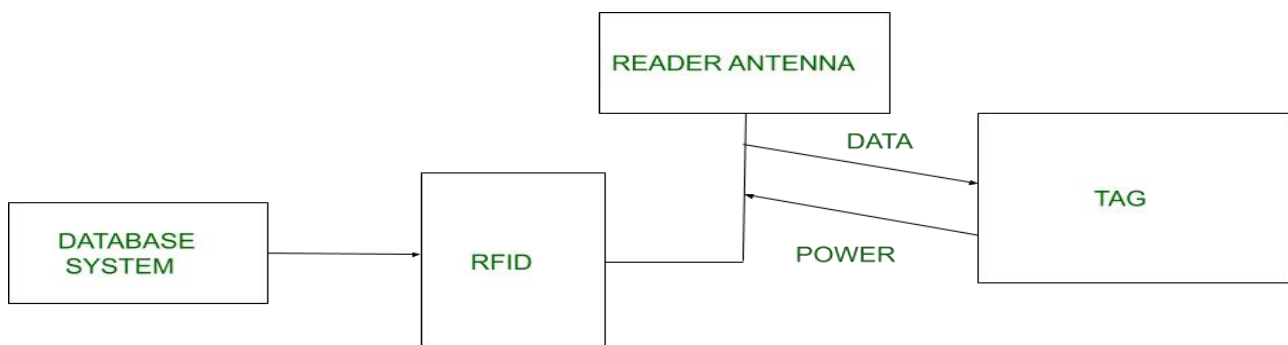 READER ANTENNA
DATA
TAG
DATABASE
SYSTEM
RFID
POWER